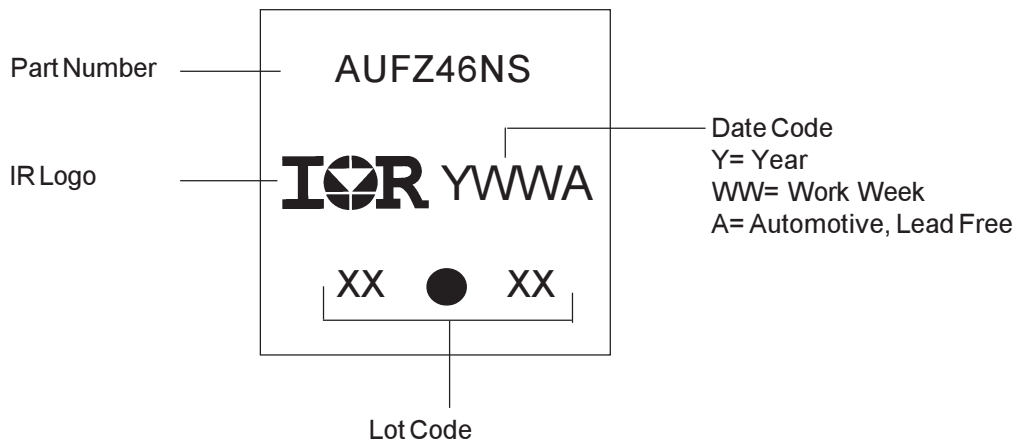 Part Number
AUFZ46NS
IR Logo
IOR YWWA
Date Code
Y= Year
WW= Work Week
A= Automotive, Lead Free
XX XX
Lot Code